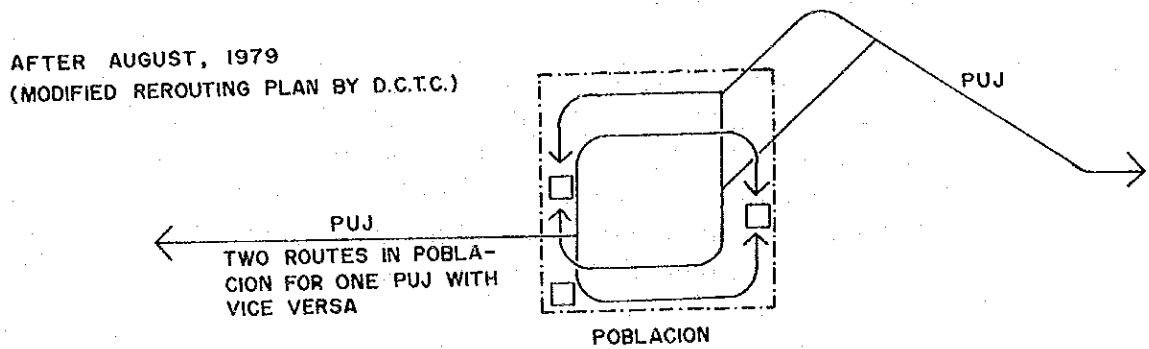 AFTER AUGUST, 1979
(MODIFIED REROUTING PLAN BY D.C.T.C.)
PUJ
PUJ
TWO ROUTES IN POBLA-
CION FOR ONE PUJ WITH
VICE VERSA
POBLACION